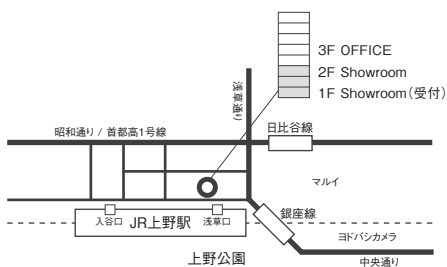 3F OFFICE
2F Showroom
1F Showroom(受付)
浅草通り
昭和通り / 首都高1号線
日比谷線
マルイ
入谷口
JR上野駅
浅草口
銀座線
ヨドバシカメラ
上野公園
中央通り